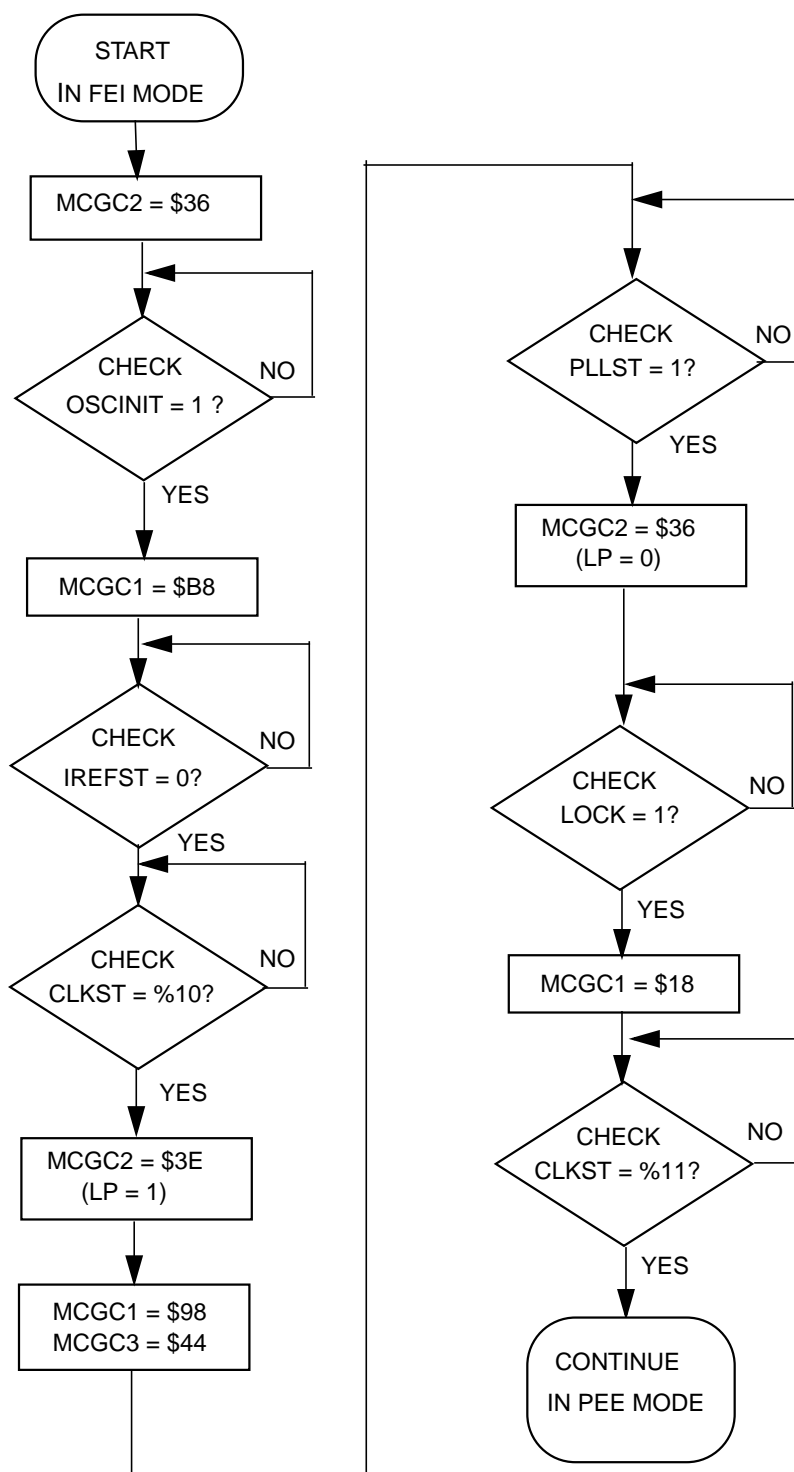 START
IN FEI MODE
MCGC2 = $36
CHECK
OSCINIT = 1 ?
NO
YES
MCGC1 = $B8
CHECK
IREFST = 0?
NO
YES
CHECK
CLKST = %10?
NO
YES
MCGC2 = $3E
(LP = 1)
MCGC1 = $98
MCGC3 = $44
CHECK
PLLST = 1?
NO
YES
MCGC2 = $36
(LP = 0)
CHECK
LOCK = 1?
NO
YES
MCGC1 = $18
CHECK
CLKST = %11?
NO
YES
CONTINUE
IN PEE MODE